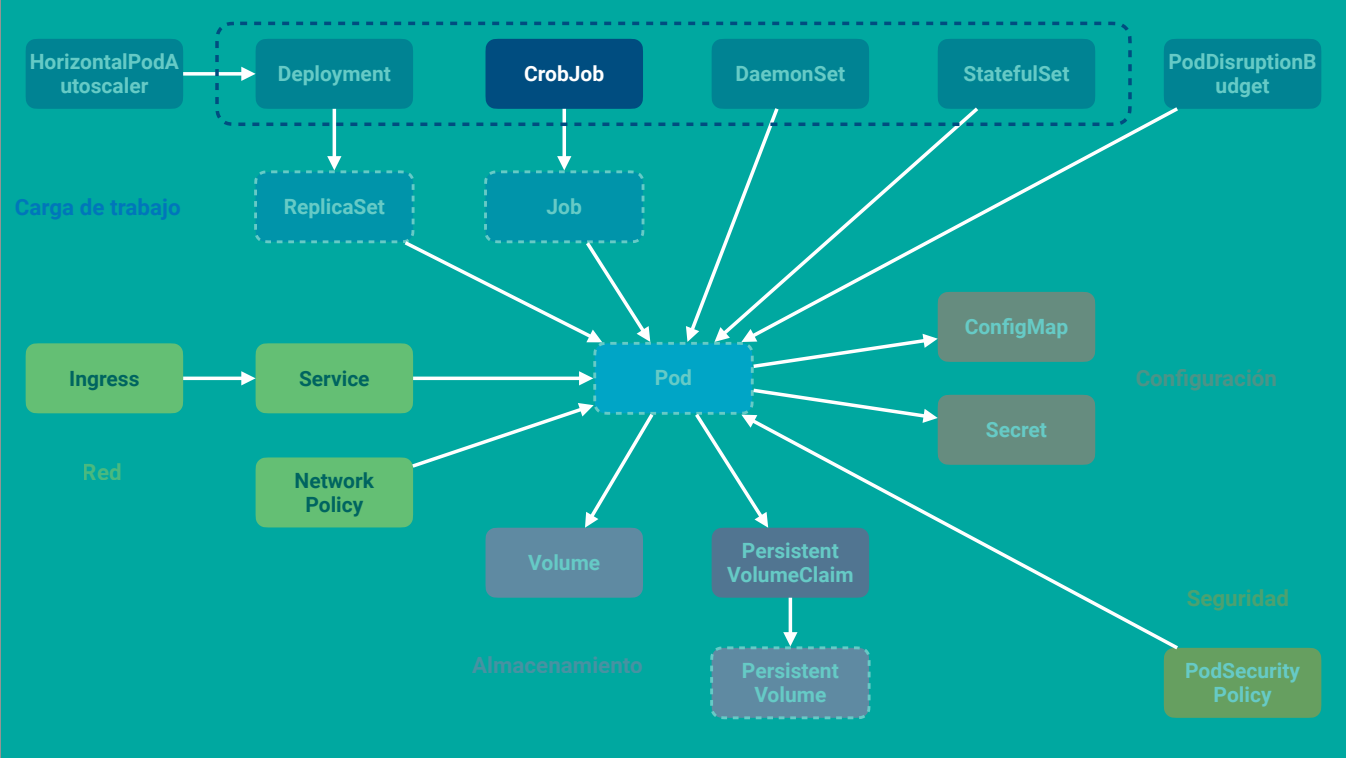 HorizontalPodA
utoscaler
Deployment
CrobJob
DaemonSet
StatefulSet
PodDisruptionB
udget
Carga de trabajo
ReplicaSet
Job
ConfigMap
Ingress
Service
Pod
Configuración
Secret
Red
Network
Policy
Volume
Persistent
VolumeClaim
Seguridad
Almacenamiento
Persistent
Volume
PodSecurity
Policy